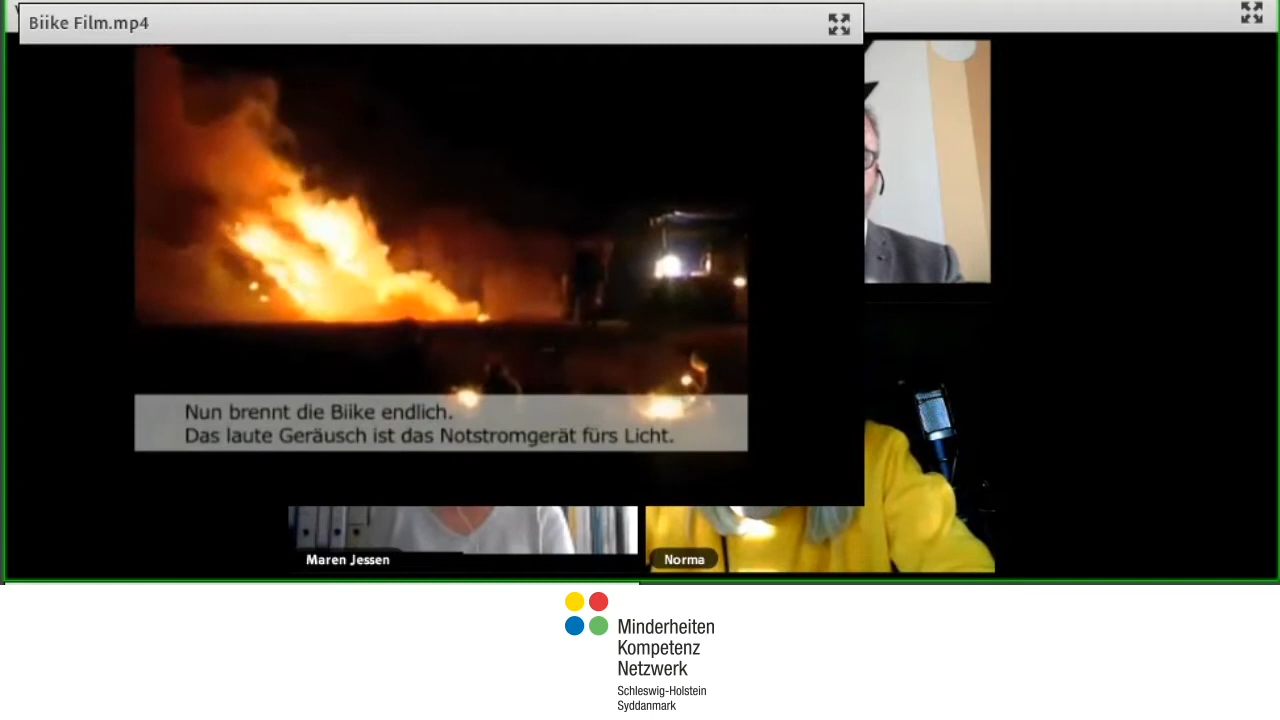 Biike Film.mp4
Nun brennt die Biike endlich.
Das laute Geräusch ist das Notstromgerät fürs Licht.
Maren Jessen
Norma
Minderheiten
Kompetenz
Netzwerk
Schleswig-Holstein
Syddanmark